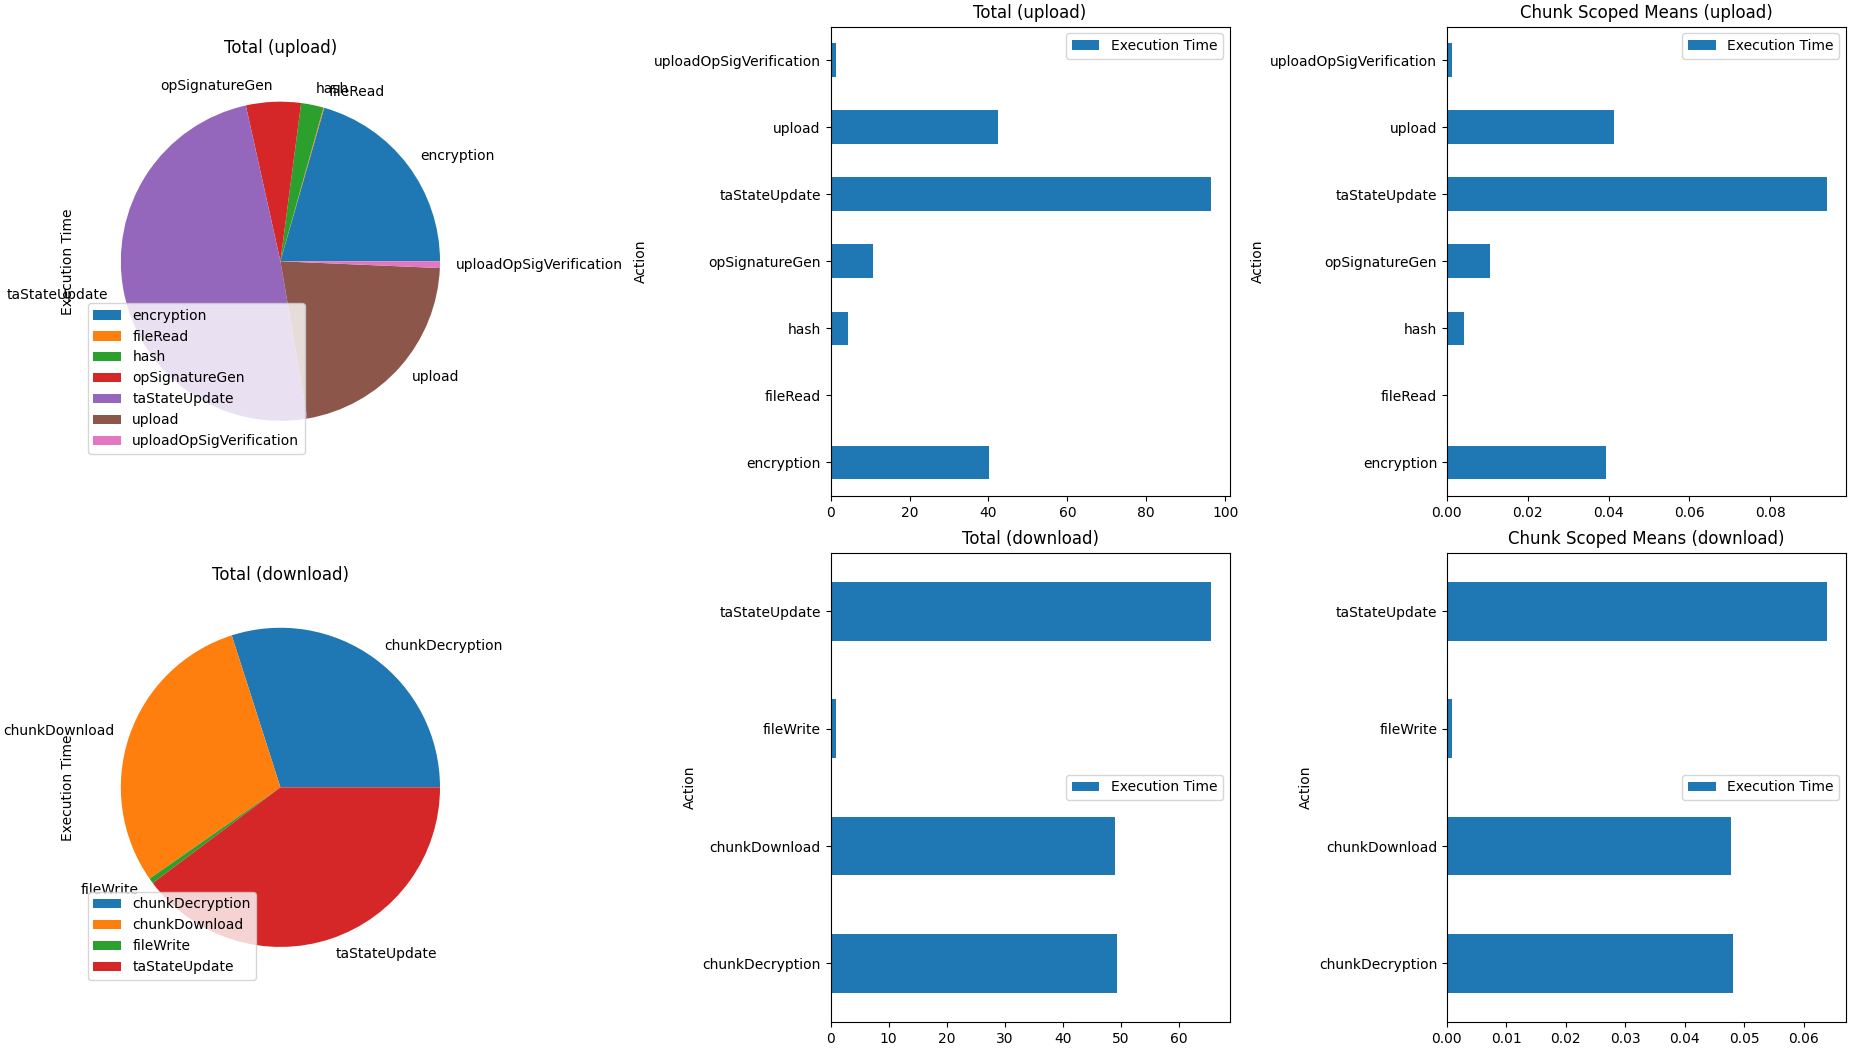 Total (upload)
opSignatureGen
hash
fileRead
encryption
uploadOpSigVerification
upload
taStateUpdate
Execution Time
encryption
fileRead
hash
opSignatureGen
taStateUpdate
upload
uploadOpSigVerification
Total (upload)
Execution Time
Action
uploadOpSigVerification
upload
taStateUpdate
opSignatureGen
hash
fileRead
encryption
0 20 40 60 80 100
Chunk Scoped Means (upload)
Execution Time
Action
uploadOpSigVerification
upload
taStateUpdate
opSignatureGen
hash
fileRead
encryption
0.00 0.02 0.04 0.06 0.08
Total (download)
chunkDecryption
chunkDownload
Execution Time
fileWrite
taStateUpdate
chunkDecryption
chunkDownload
fileWrite
taStateUpdate
Total (download)
Action
taStateUpdate
fileWrite
Execution Time
chunkDownload
chunkDecryption
0 10 20 30 40 50 60
Chunk Scoped Means (download)
Action
taStateUpdate
fileWrite
Execution Time
chunkDownload
chunkDecryption
0.00 0.01 0.02 0.03 0.04 0.05 0.06